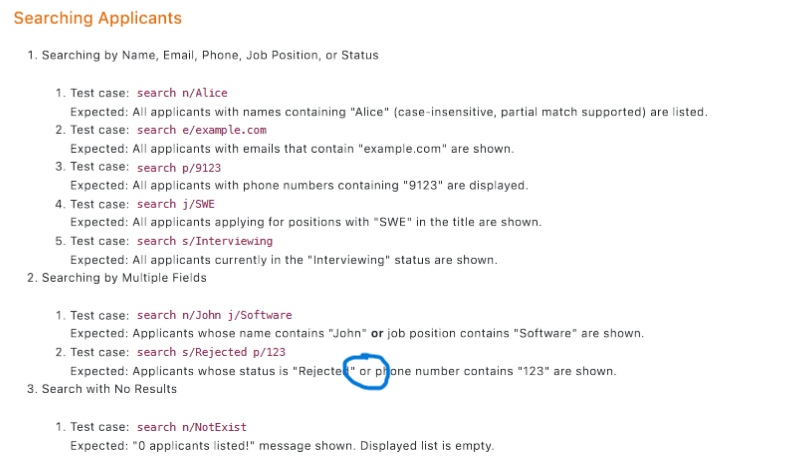 Searching Applicants
1. Searching by Name, Email, Phone, Job Position, or Status
1. Test case: search n/Alice
Expected: All applicants with names containing "Alice" (case-insensitive, partial match supported) are listed.
2. Test case: search e/example.com
Expected: All applicants with emails that contain "example.com" are shown.
3. Test case: search p/9123
Expected: All applicants with phone numbers containing "9123" are displayed.
4. Test case: search j/SWE
Expected: All applicants applying for positions with "SWE" in the title are shown.
5. Test case: search s/Interviewing
Expected: All applicants currently in the "Interviewing" status are shown.
2. Searching by Multiple Fields
1. Test case: search n/John j/Software
Expected: Applicants whose name contains "John" or job position contains "Software" are shown.
2. Test case: search s/Rejected p/123
Expected: Applicants whose status is "Rejected" or phone number contains "123" are shown.
3. Search with No Results
1. Test case: search n/NotExist
Expected: "0 applicants listed!" message shown. Displayed list is empty.